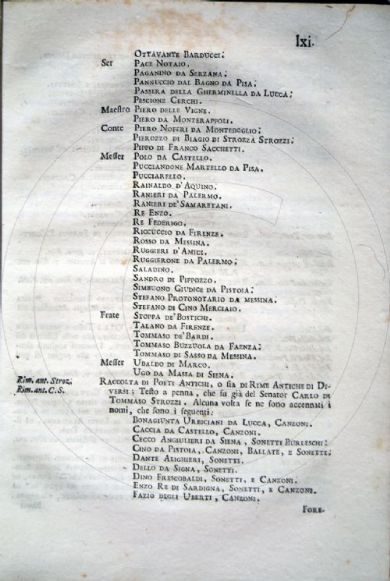 lxi.
OTTAVANTE BARDUCCI.
Ser PACE NOTAIO.
PAGANINO DA SERZANA.
PANNUCCIO DAL BAGNO DA PISA.
PASSERA DELLA GHERMINELLA DA LUCCA.
PESCIONE CERCHI.
Maestro PIERO DELLE VIGNE.
PIERO DA MONTERAPPOLI.
Conte PIERO NOFERI DA MONTEDOGLIO.
PIEROZZO DI BIAGIO DI STROZZA STROZZI.
PIPPO DI FRANCO SACCHETTI.
Messer POLO DA CASTELLO.
PUCCIANDONE MARTELLO DA PISA.
PUCCIARELLO.
RAINALDO D'AQUINO.
RANIERI DA PALERMO.
RANIERI DE' SAMARETANI.
RE ENZO.
RE FEDERIGO.
RICCUCCIO DA FIRENZE.
ROSSO DA MESSINA.
RUGGIERI D'AMICI.
RUGGIERONE DA PALERMO.
SALADINO.
SANDRO DI PIPPOZZO.
SIMBUONO GIUDICE DA PISTOIA.
STEFANO PROTONOTARIO DA MESSINA.
STEFANO DI CINO MERCIAIO.
Frate STOPPA DE' BOSTICHI.
TALANO DA FIRENZE.
TOMMASO DE' BARDI.
TOMMASO BUZZUOLA DA FAENZA.
TOMMASO DI SASSO DA MESSINA.
Messer UBALDO DI MARCO.
UGO DA MASSA DI SIENA.
Rim. ant. Stroz. RACCOLTA DI POETI ANTICHI, o sia di RIME ANTICHE DI DI-
Rim. ant. C. S. VERSI; Testo a penna, che fu già del Senator CARLO DI
TOMMASO STROZZI. Alcuna volta se ne sono accennati i
nomi, che sono i seguenti:
BONAGIUNTA URBICIANI DA LUCCA, CANZONI.
CACCIA DA CASTELLO, CANZONI.
CECCO ANGIULIERI DA SIENA, SONETTI BURLESCHI.
CINO DA PISTOIA, CANZONI, BALLATE, E SONETTI.
DANTE ALIGHIERI, SONETTI.
DELLO DA SIGNA, SONETTI.
DINO FRESCOBALDI, SONETTI, E CANZONI.
ENZO RE DI SARDIGNA, SONETTI, E CANZONI.
FAZIO DEGLI UBERTI, CANZONI.
FORE-